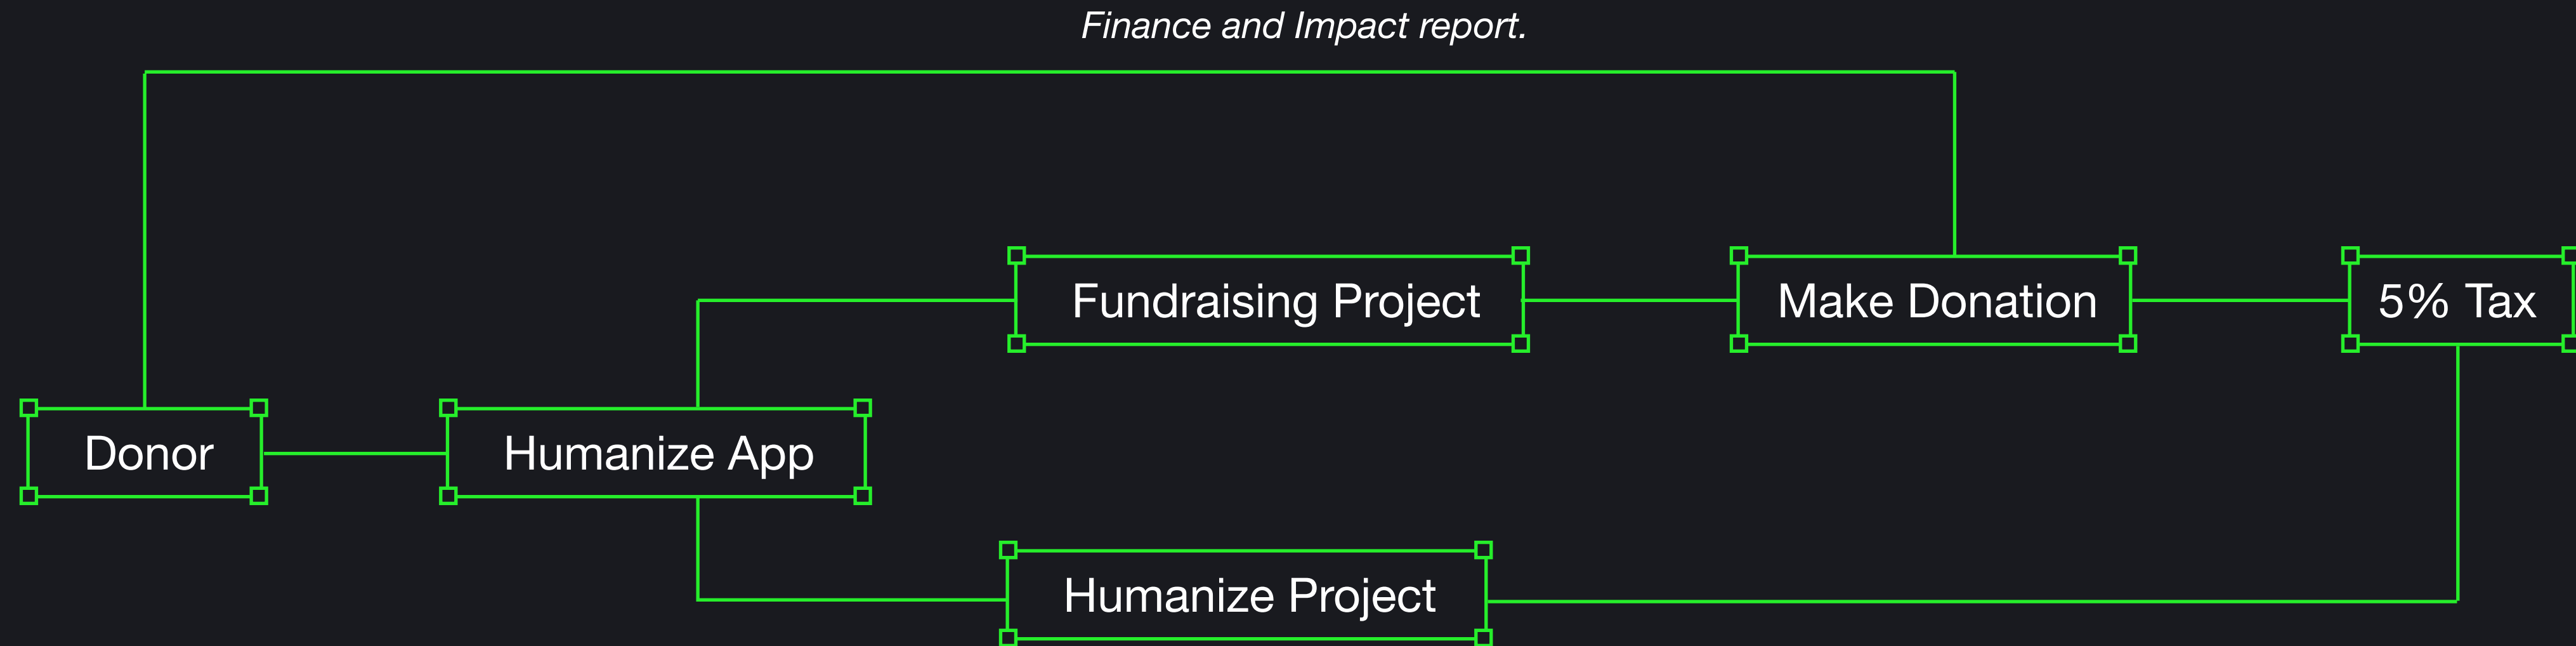 Finance and Impact report.
Fundraising Project
Make Donation
5% Tax
Donor
Humanize App
Humanize Project